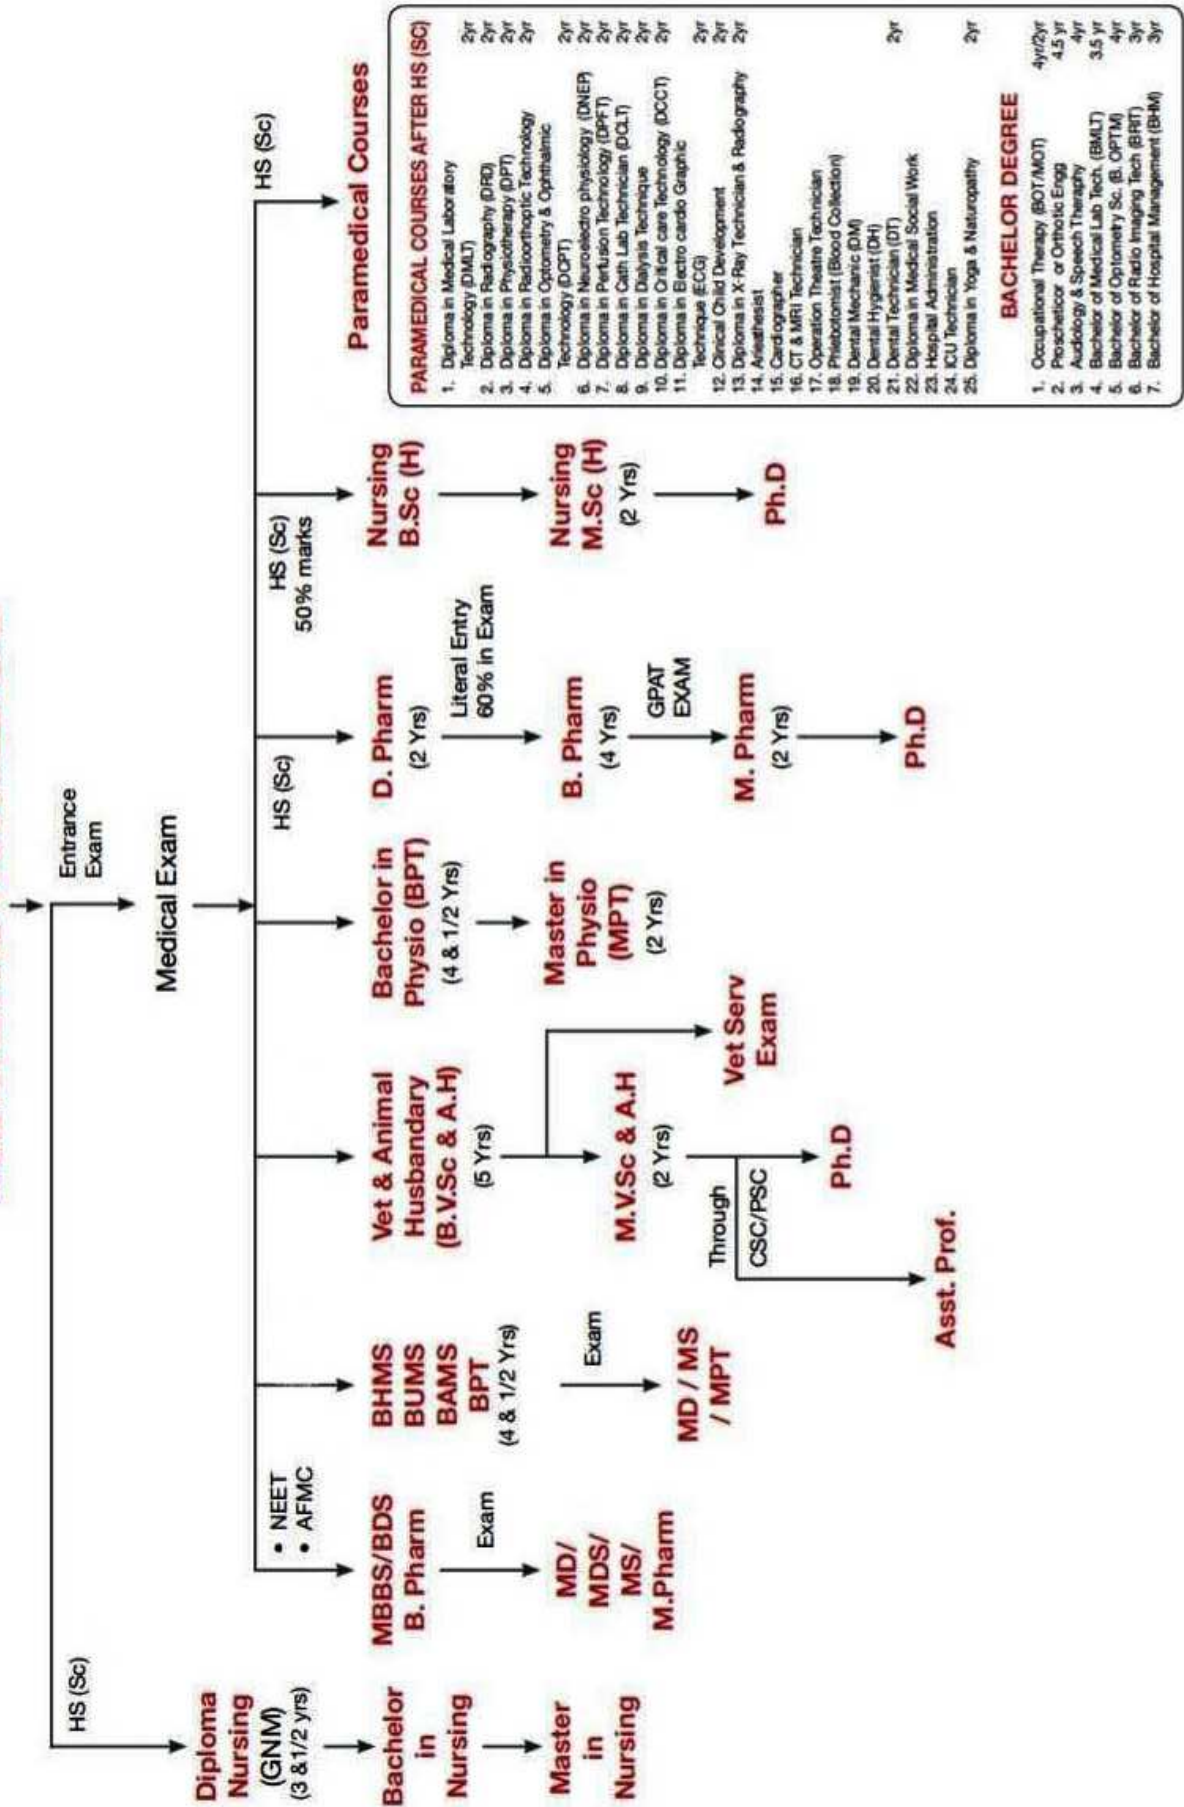 Entrance
Exam
HS (Sc)
Medical Exam
Diploma
Nursing
(GNM)
(3 &1/2 yrs)
Bachelor
in
Nursing
Master
in
Nursing
• NEET
• AFMC
MBBS/BDS
B. Pharm
Exam
MD/
MDS/
MS/
M.Pharm
BHMS
BUMS
BAMS
BPT
(4 & 1/2 Yrs)
Exam
MD / MS
/ MPT
Vet & Animal
Husbandary
(B.V.Sc & A.H)
(5 Yrs)
M.V.Sc & A.H
(2 Yrs)
Vet Serv
Exam
Through
CSC/PSC
Ph.D
Asst. Prof.
Bachelor in
Physio (BPT)
(4 & 1/2 Yrs)
Master in
Physio
(MPT)
(2 Yrs)
HS (Sc)
D. Pharm
(2 Yrs)
Literal Entry
60% in Exam
B. Pharm
(4 Yrs)
GPAT
EXAM
M. Pharm
(2 Yrs)
Ph.D
HS (Sc)
50% marks
Nursing
B.Sc (H)
Nursing
M.Sc (H)
(2 Yrs)
Ph.D
HS (Sc)
Paramedical Courses
PARAMEDICAL COURSES AFTER HS (SC)
1. Diploma in Medical Laboratory
Technology (DMLT) 2yr
2. Diploma in Radiography (DRD) 2yr
3. Diploma in Physiotherapy (DPT) 2yr
4. Diploma in Radioorthoptic Technology 2yr
5. Diploma in Optometry & Ophthalmic
Technology (DCPT) 2yr
6. Diploma in Neuroelectro physiology (DNEP) 2yr
7. Diploma in Perfusion Technology (DPFT) 2yr
8. Diploma in Cath Lab Technician (DCLT) 2yr
9. Diploma in Dialysis Technique 2yr
10. Diploma in Critical care Technology (DCCT) 2yr
11. Diploma in Electro cardio Graphic
Technique (ECG) 2yr
12. Clinical Child Development 2yr
13. Diploma in X-Ray Technician & Radiography 2yr
14. Anesthesist
15. Cardiographer
16. CT & MRI Technician
17. Operation Theatre Technician
18. Phlebotomist (Blood Collection)
19. Dental Mechanic (DM)
20. Dental Hygienist (DH)
21. Dental Technician (DT) 2yr
22. Diploma in Medical Social Work
23. Hospital Administration
24. ICU Technician
25. Diploma in Yoga & Naturopathy 2yr
BACHELOR DEGREE
1. Occupational Therapy (BOT/MOT) 4yr/2yr
2. Proscheticor or Orthotic Engg 4.5 yr
3. Audiology & Speech Theraphy 4yr
4. Bachelor of Medical Lab Tech. (BMLT) 3.5 yr
5. Bachelor of Optometry Sc. (B. OPTM) 4yr
6. Bachelor of Radio Imaging Tech (BRIT) 3yr
7. Bachelor of Hospital Management (BHM) 3yr